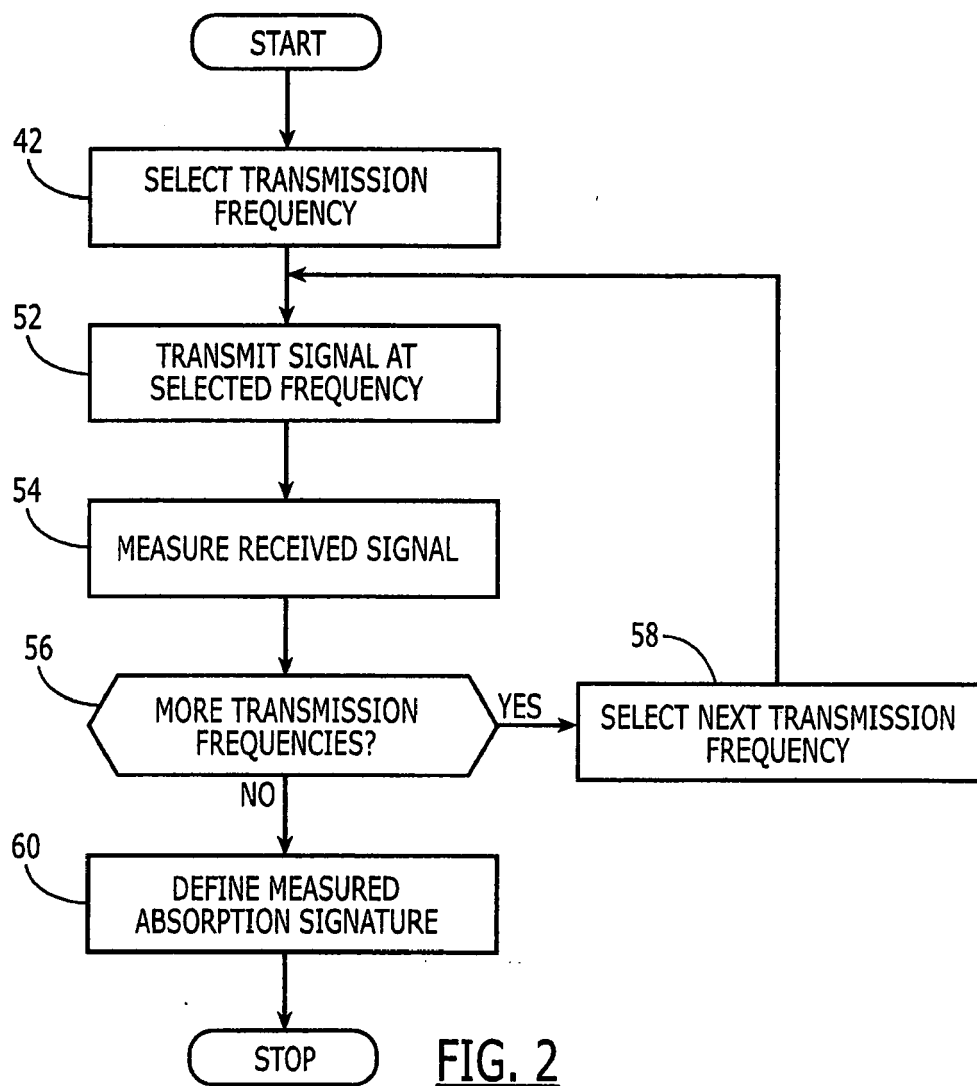 START
42
SELECT TRANSMISSION
FREQUENCY
52
TRANSMIT SIGNAL AT
SELECTED FREQUENCY
54
MEASURE RECEIVED SIGNAL
56
MORE TRANSMISSION
FREQUENCIES?
YES
58
SELECT NEXT TRANSMISSION
FREQUENCY
NO
60
DEFINE MEASURED
ABSORPTION SIGNATURE
STOP
FIG. 2